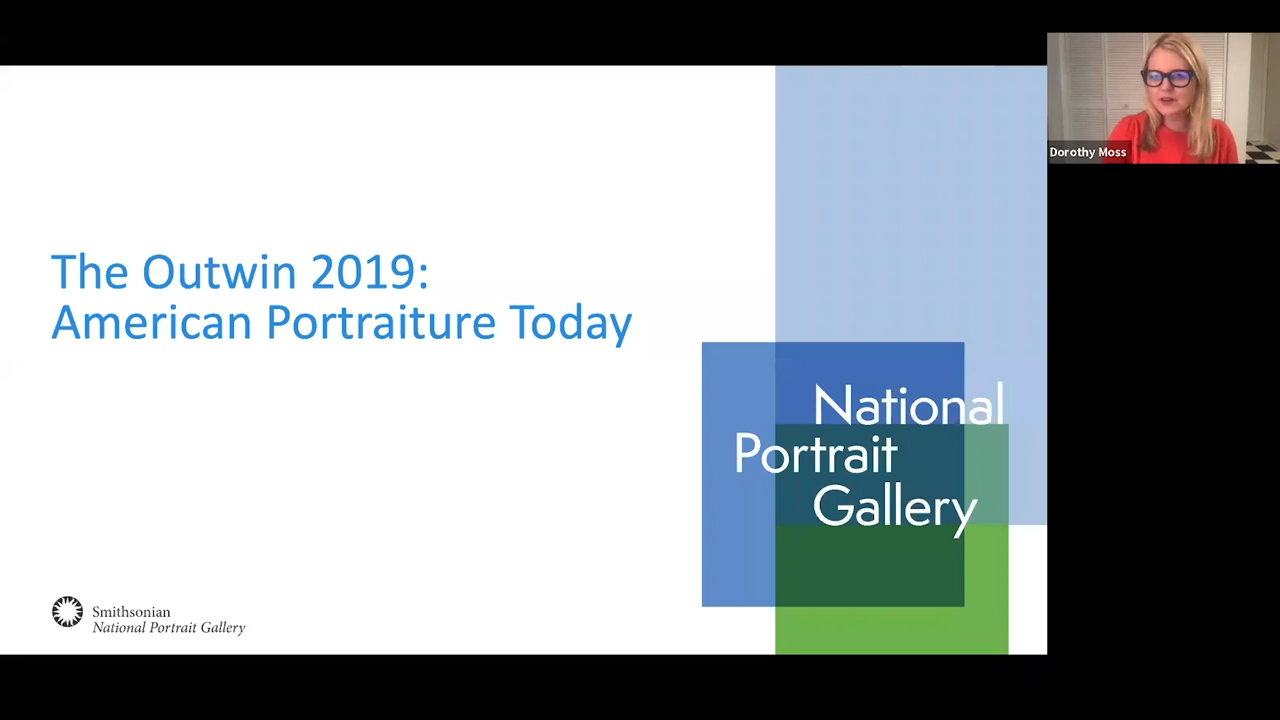 The Outwin 2019:
American Portraiture Today
National
Portrait
Gallery
Smithsonian
National Portrait Gallery
Dorothy Moss